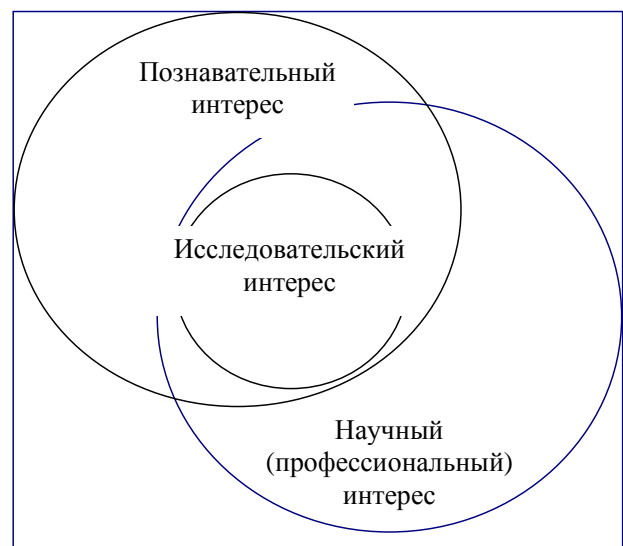 Познавательный
интерес
Исследовательский
интерес
Научный
(профессиональный)
интерес